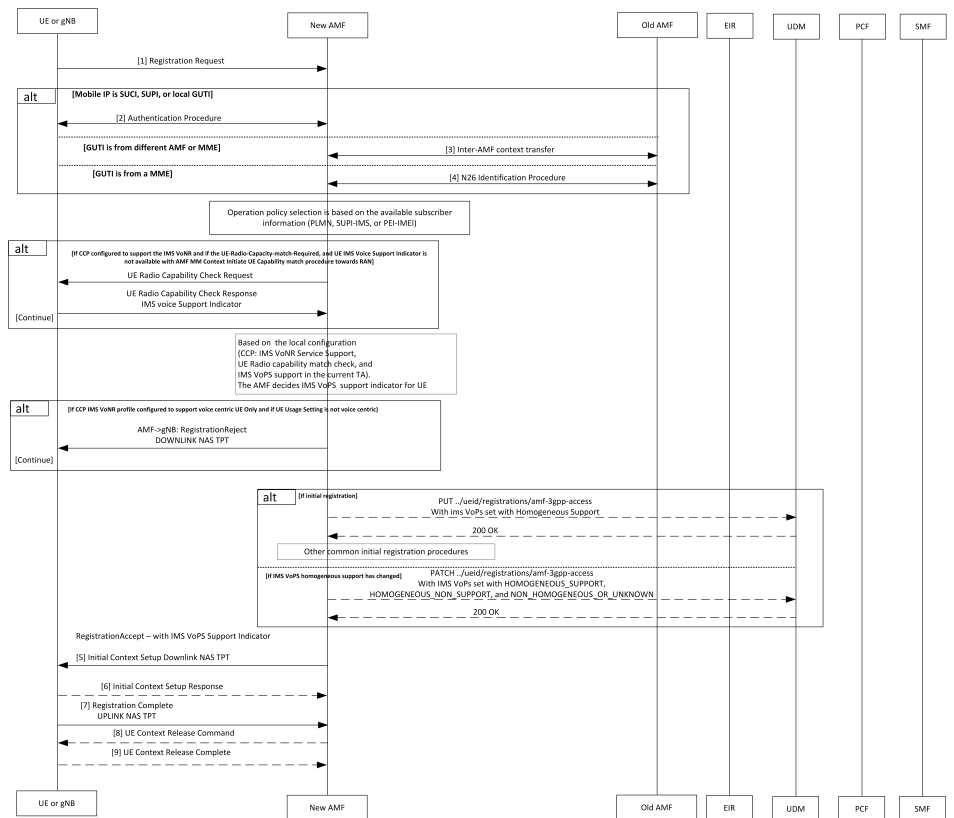 UE or gNB
New AMF
Old AMF
EIR
UDM
PCF
SMF
[1] Registration Request
alt
[Mobile IP is SUCI, SUPI, or local GUTI]
[2] Authentication Procedure
[GUTI is from different AMF or MME]
[3] Inter-AMF context transfer
[GUTI is from a MME]
[4] N26 Identification Procedure
Operation policy selection is based on the available subscriber
information (PLMN, SUPI-IMS, or PEI-IMEI)
alt
[If CCP configured to support the IMS VoNR and if the UE-Radio-Capacity-match-Required, and UE IMS Voice Support Indicator is
not available with AMF MM Context Initiate UE Capability match procedure towards RAN]
UE Radio Capability Check Request
UE Radio Capability Check Response
IMS voice Support Indicator
[Continue]
Based on the local configuration
(CCP: IMS VoNR Service Support,
UE Radio capability match check, and
IMS VoPS support in the current TA).
The AMF decides IMS VoPS support indicator for UE
alt
[If CCP IMS VoNR profile configured to support voice centric UE Only and if UE Usage Setting is not voice centric)
AMF->gNB: RegistrationReject
DOWNLINK NAS TPT
[Continue]
alt
[If initial registration]
PUT ../ueid/registrations/amf-3gpp-access
With ims VoPs set with Homogeneous Support
200 OK
Other common initial registration procedures
[If IMS VoPS homogeneous support has changed]
PATCH ../ueid/registrations/amf-3gpp-access
With IMS VoPs set with HOMOGENEOUS_SUPPORT,
HOMOGENEOUS_NON_SUPPORT, and NON_HOMOGENEOUS_OR_UNKNOWN
200 OK
RegistrationAccept – with IMS VoPS Support Indicator
[5] Initial Context Setup Downlink NAS TPT
[6] Initial Context Setup Response
[7] Registration Complete
UPLINK NAS TPT
[8] UE Context Release Command
[9] UE Context Release Complete
UE or gNB
New AMF
Old AMF
EIR
UDM
PCF
SMF